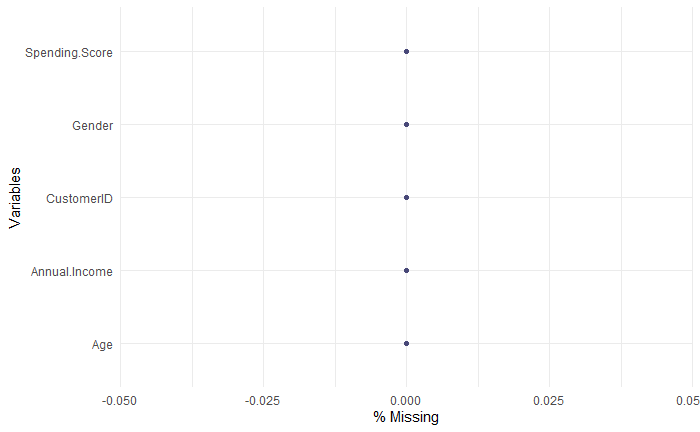 Spending.Score
Gender
CustomerID
Annual.Income
Age
Variables
-0.050
-0.025
0.000
0.025
0.05
% Missing